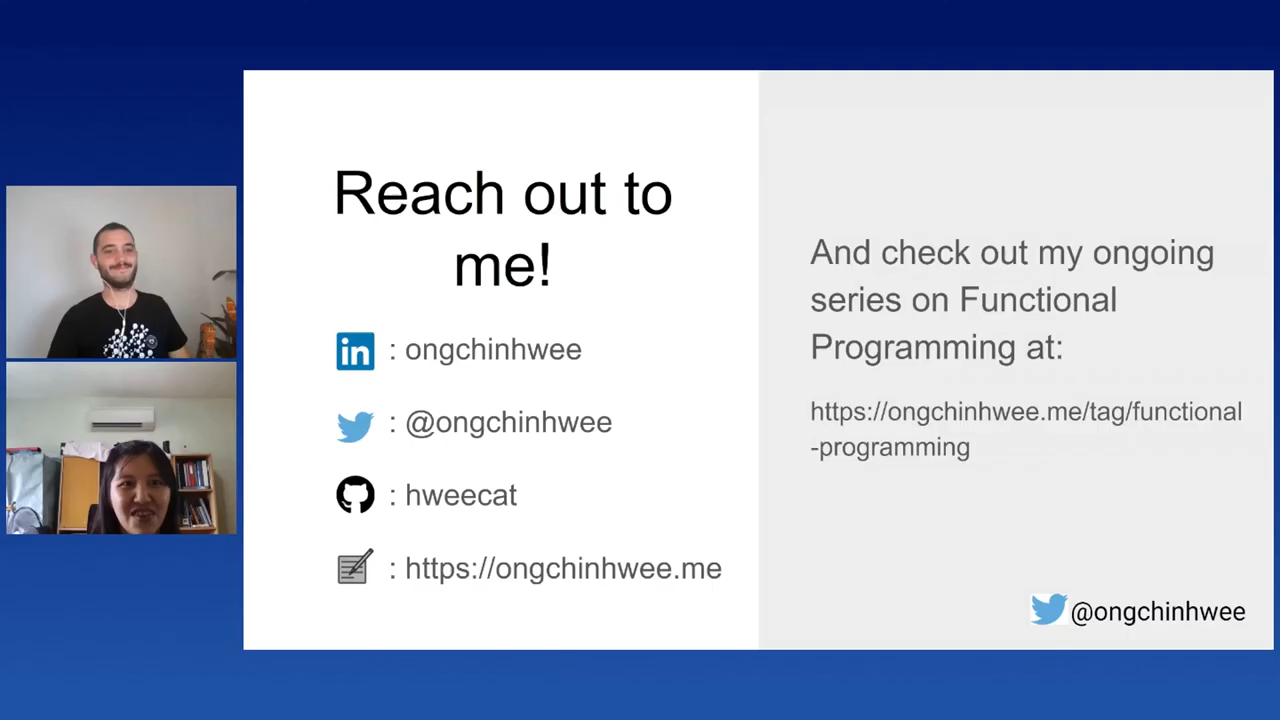 Reach out to
me!
in : ongchinhwee
: @ongchinhwee
: hweecat
: https://ongchinhwee.me
And check out my ongoing
series on Functional
Programming at:
https://ongchinhwee.me/tag/functional
-programming
@ongchinhwee